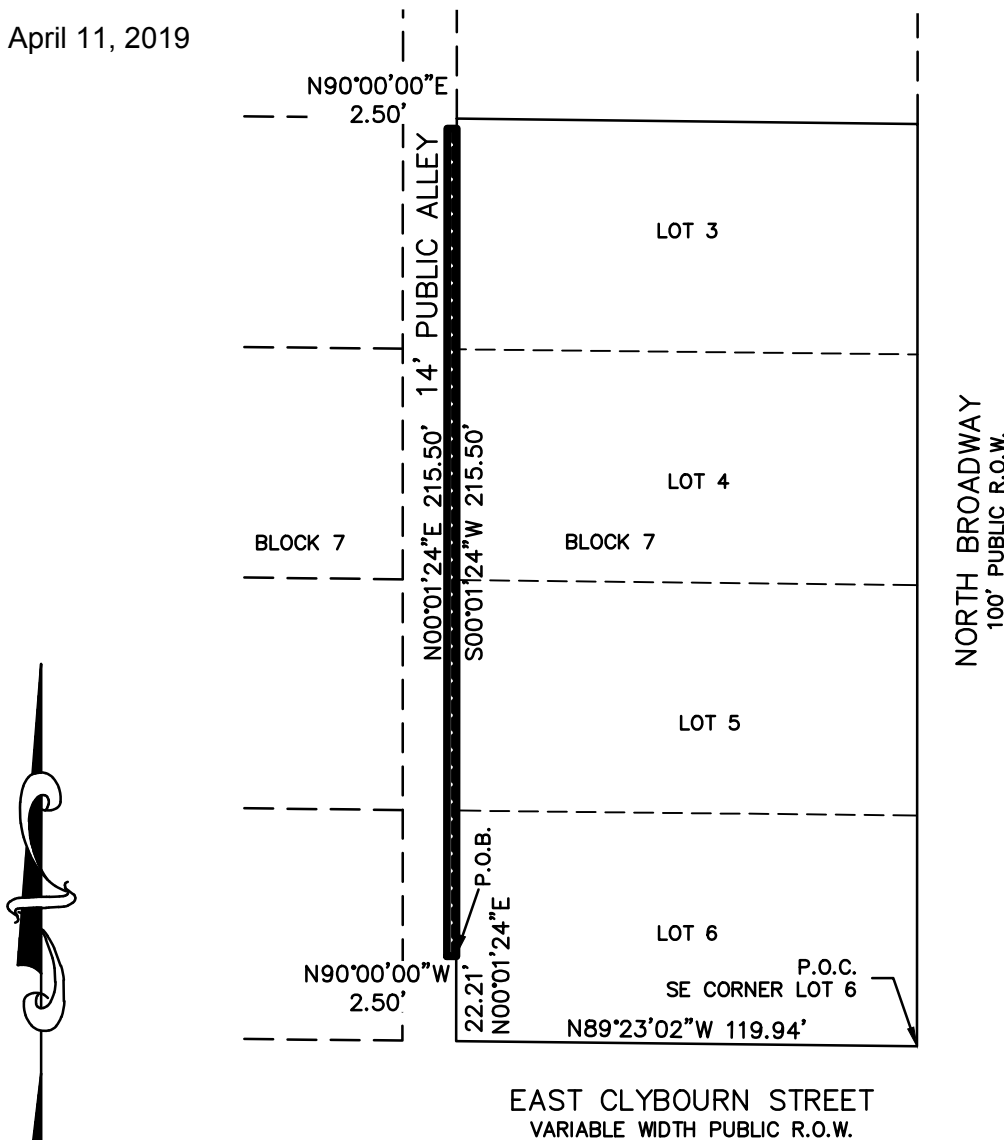 April 11, 2019
N90°00'00"E
2.50'
14' PUBLIC ALLEY
LOT 3
LOT 4
N00°01'24"E 215.50'
S00°01'24"W 215.50'
BLOCK 7
BLOCK 7
NORTH BROADWAY
100' PUBLIC R.O.W.
LOT 5
P.O.B.
LOT 6
N90°00'00"W
2.50'
22.21'
N00°01'24"E
P.O.C.
SE CORNER LOT 6
N89°23'02"W 119.94'
EAST CLYBOURN STREET
VARIABLE WIDTH PUBLIC R.O.W.